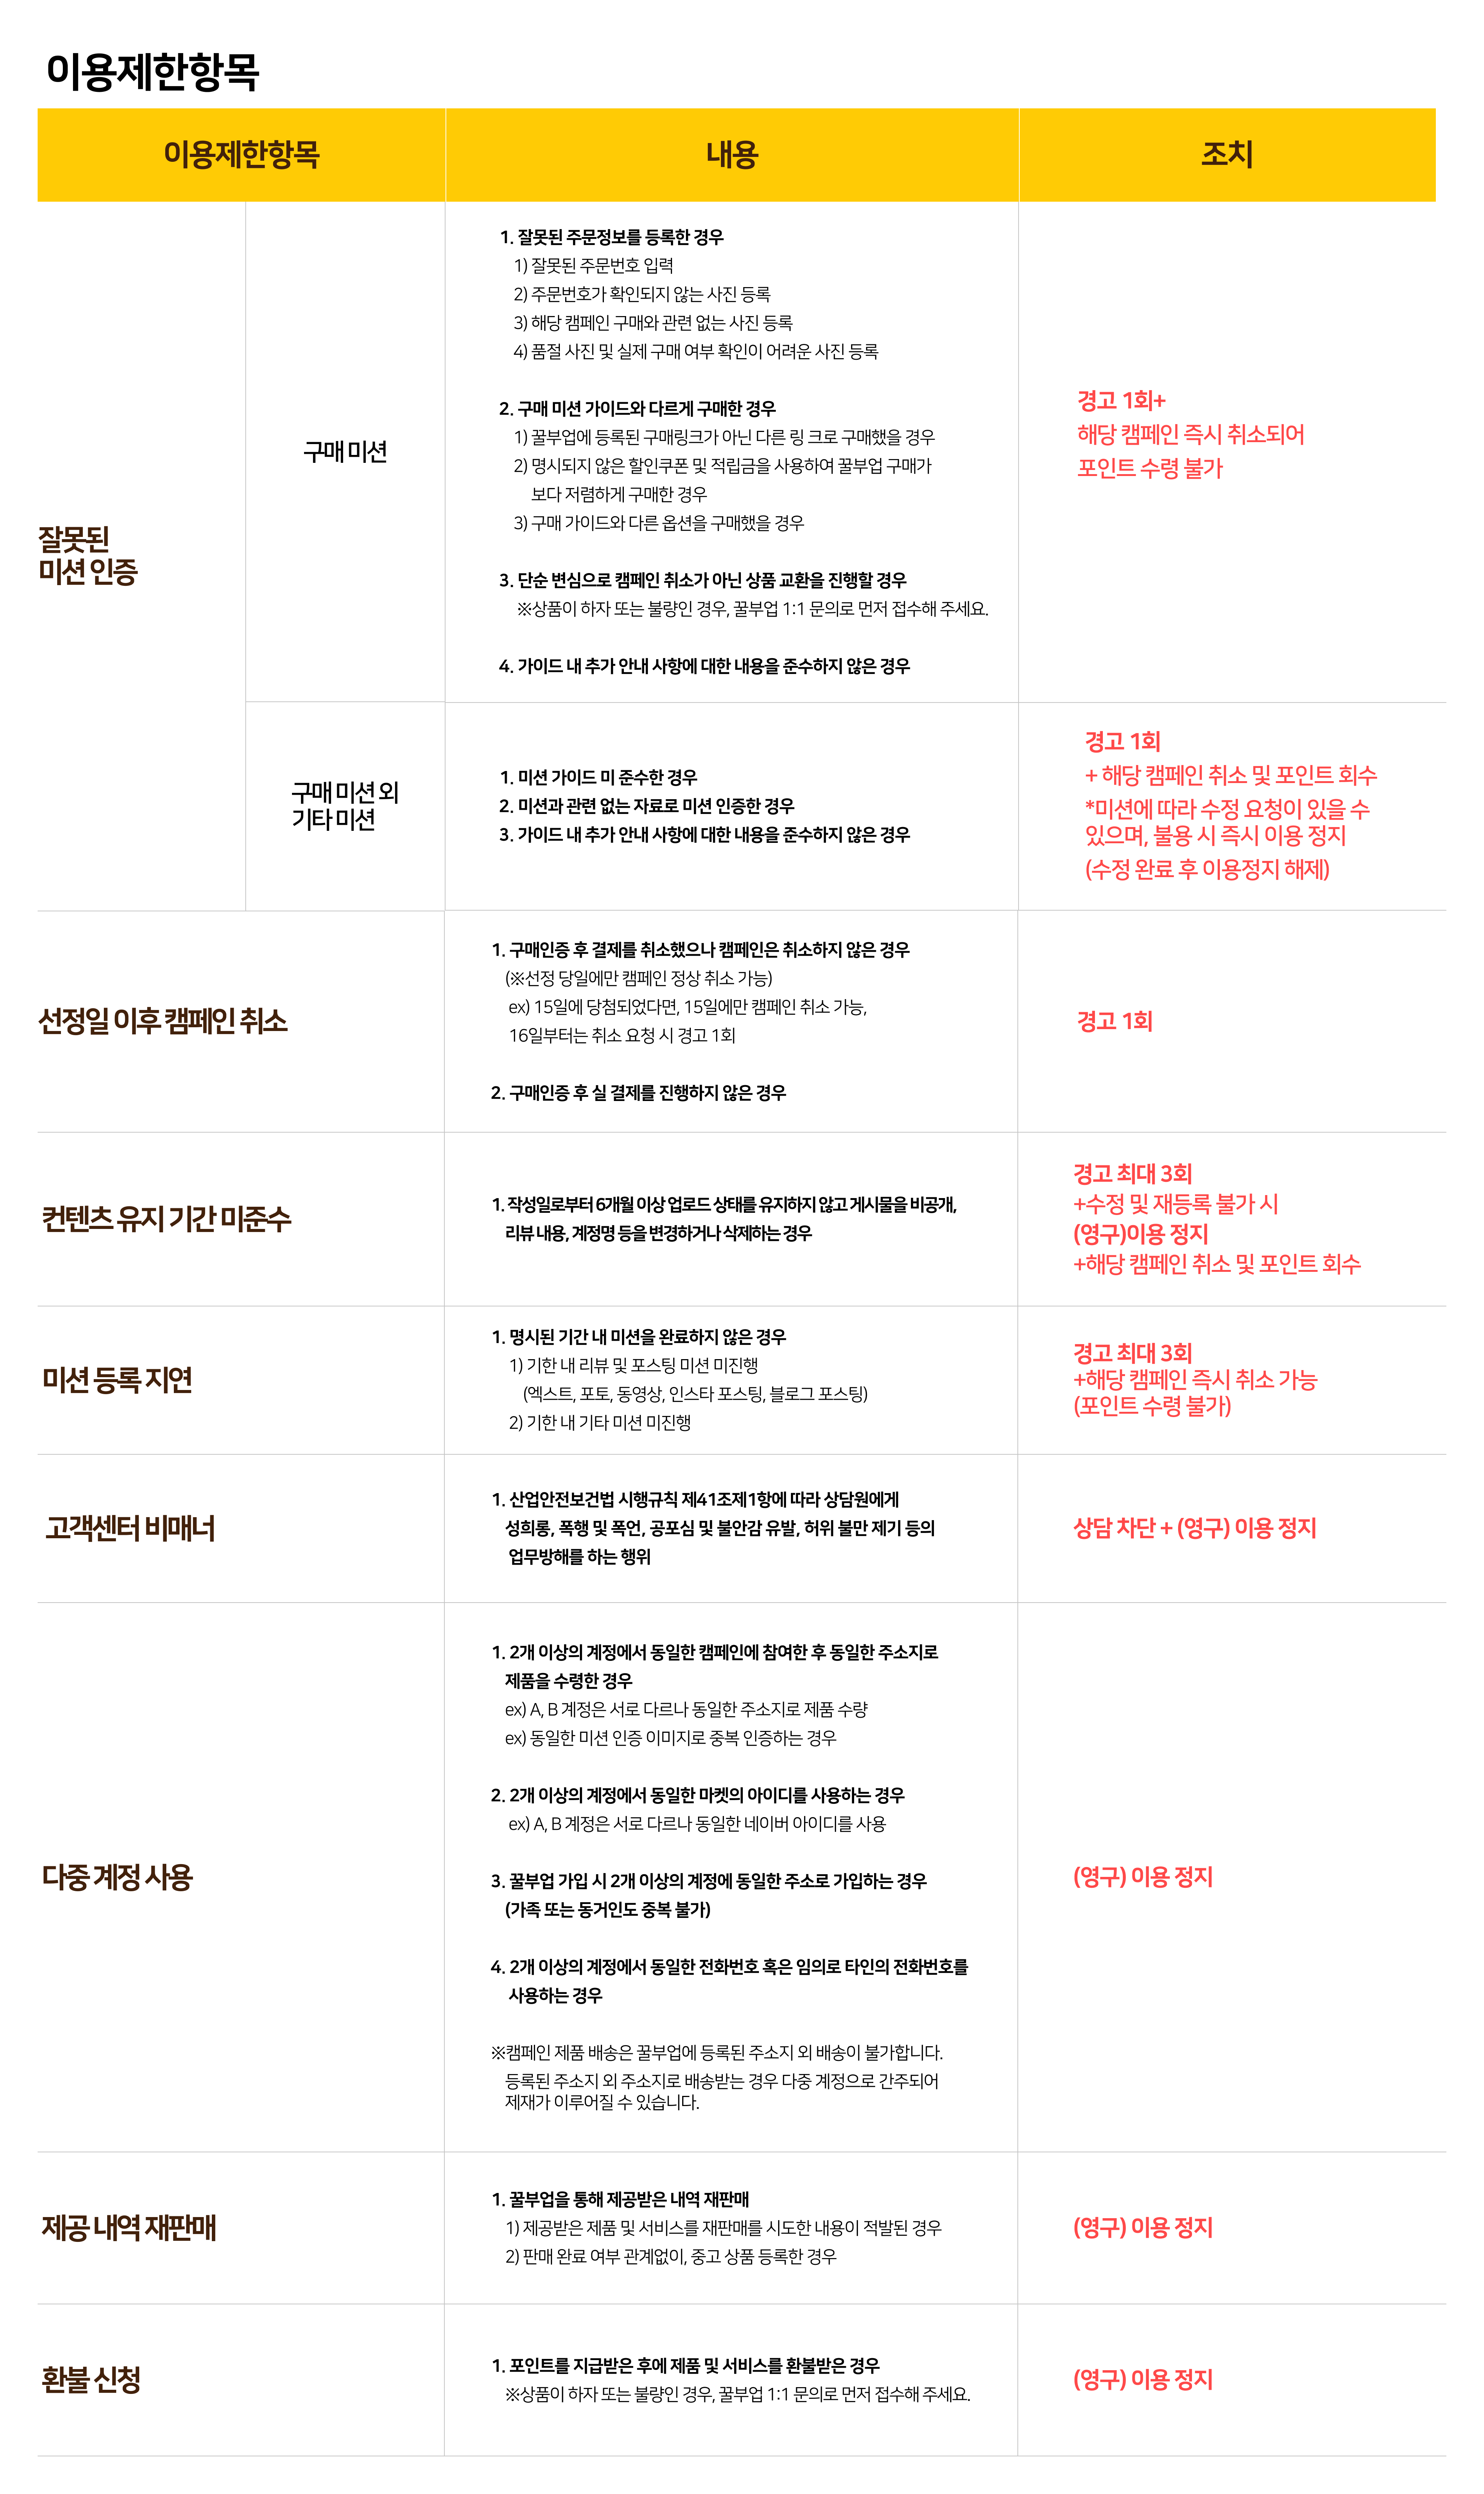 이용제한항목
이용제한항목
내용
조치
잘못된
미션 인증
구매 미션
1. 잘못된 주문정보를 등록한 경우
1) 잘못된 주문번호 입력
2) 주문번호가 확인되지 않는 사진 등록
3) 해당 캠페인 구매와 관련 없는 사진 등록
4) 품절 사진 및 실제 구매 여부 확인이 어려운 사진 등록
2. 구매 미션 가이드와 다르게 구매한 경우
1) 꿀부업에 등록된 구매링크가 아닌 다른 링 크로 구매했을 경우
2) 명시되지 않은 할인쿠폰 및 적립금을 사용하여 꿀부업 구매가
보다 저렴하게 구매한 경우
3) 구매 가이드와 다른 옵션을 구매했을 경우
3. 단순 변심으로 캠페인 취소가 아닌 상품 교환을 진행할 경우
※상품이 하자 또는 불량인 경우, 꿀부업 1:1 문의로 먼저 접수해 주세요.
4. 가이드 내 추가 안내 사항에 대한 내용을 준수하지 않은 경우
경고 1회+
해당 캠페인 즉시 취소되어
포인트 수령 불가
구매 미션 외
기타 미션
1. 미션 가이드 미 준수한 경우
2. 미션과 관련 없는 자료로 미션 인증한 경우
3. 가이드 내 추가 안내 사항에 대한 내용을 준수하지 않은 경우
경고 1회
+ 해당 캠페인 취소 및 포인트 회수
*미션에 따라 수정 요청이 있을 수
있으며, 불용 시 즉시 이용 정지
(수정 완료 후 이용정지 해제)
선정일 이후 캠페인 취소
1. 구매인증 후 결제를 취소했으나 캠페인은 취소하지 않은 경우
(※선정 당일에만 캠페인 정상 취소 가능)
ex) 15일에 당첨되었다면, 15일에만 캠페인 취소 가능,
16일부터는 취소 요청 시 경고 1회
2. 구매인증 후 실 결제를 진행하지 않은 경우
경고 1회
컨텐츠 유지 기간 미준수
1. 작성일로부터 6개월 이상 업로드 상태를 유지하지 않고 게시물을 비공개,
리뷰 내용, 계정명 등을 변경하거나 삭제하는 경우
경고 최대 3회
+수정 및 재등록 불가 시
(영구)이용 정지
+해당 캠페인 취소 및 포인트 회수
미션 등록 지연
1. 명시된 기간 내 미션을 완료하지 않은 경우
1) 기한 내 리뷰 및 포스팅 미션 미진행
(엑스트, 포토, 동영상, 인스타 포스팅, 블로그 포스팅)
2) 기한 내 기타 미션 미진행
경고 최대 3회
+해당 캠페인 즉시 취소 가능
(포인트 수령 불가)
고객센터 비매너
1. 산업안전보건법 시행규칙 제41조제1항에 따라 상담원에게
성희롱, 폭행 및 폭언, 공포심 및 불안감 유발, 허위 불만 제기 등의
업무방해를 하는 행위
상담 차단 + (영구) 이용 정지
다중 계정 사용
1. 2개 이상의 계정에서 동일한 캠페인에 참여한 후 동일한 주소지로
제품을 수령한 경우
ex) A, B 계정은 서로 다르나 동일한 주소지로 제품 수량
ex) 동일한 미션 인증 이미지로 중복 인증하는 경우
2. 2개 이상의 계정에서 동일한 마켓의 아이디를 사용하는 경우
ex) A, B 계정은 서로 다르나 동일한 네이버 아이디를 사용
3. 꿀부업 가입 시 2개 이상의 계정에 동일한 주소로 가입하는 경우
(가족 또는 동거인도 중복 불가)
4. 2개 이상의 계정에서 동일한 전화번호 혹은 임의로 타인의 전화번호를
사용하는 경우
※캠페인 제품 배송은 꿀부업에 등록된 주소지 외 배송이 불가합니다.
등록된 주소지 외 주소지로 배송받는 경우 다중 계정으로 간주되어
제재가 이루어질 수 있습니다.
(영구) 이용 정지
제공 내역 재판매
1. 꿀부업을 통해 제공받은 내역 재판매
1) 제공받은 제품 및 서비스를 재판매를 시도한 내용이 적발된 경우
2) 판매 완료 여부 관계없이, 중고 상품 등록한 경우
(영구) 이용 정지
환불 신청
1. 포인트를 지급받은 후에 제품 및 서비스를 환불받은 경우
※상품이 하자 또는 불량인 경우, 꿀부업 1:1 문의로 먼저 접수해 주세요.
(영구) 이용 정지